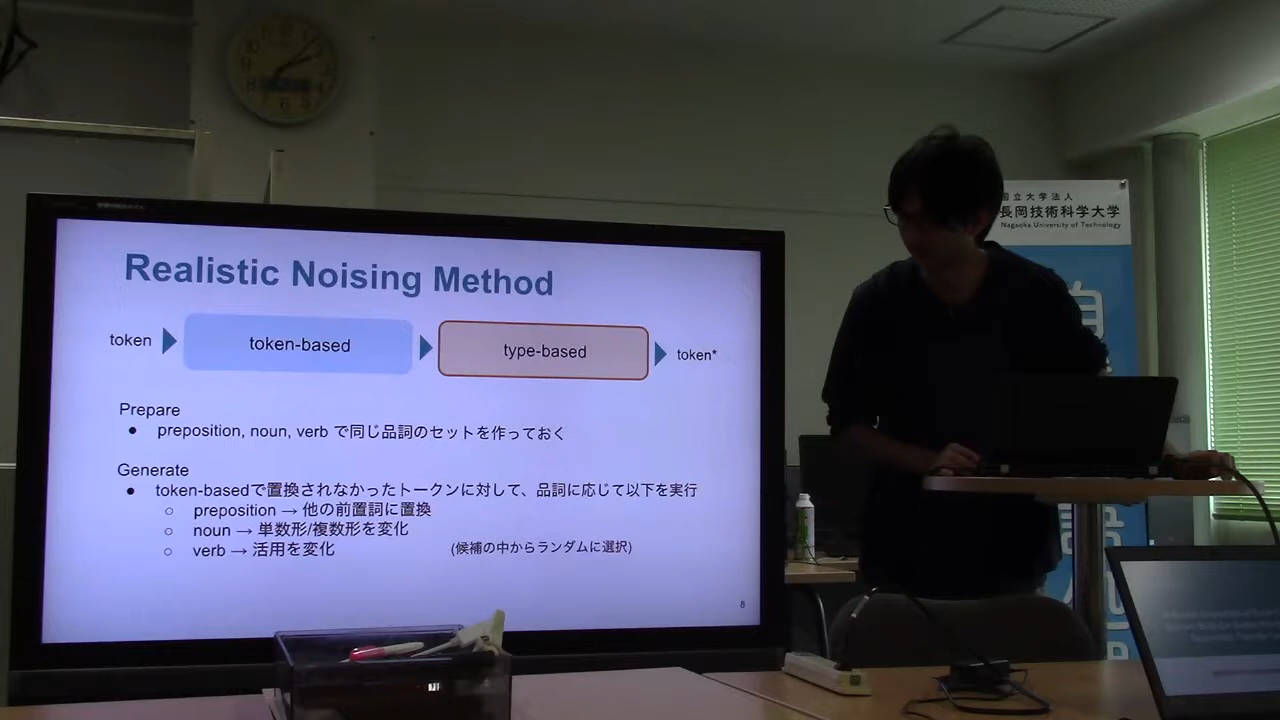 Realistic Noising Method
token
token-based
type-based
token*
Prepare
● preposition, noun, verb で同じ品詞のセットを作っておく
Generate
● token-basedで置換されなかったトークンに対して、品詞に応じて以下を実行
○ preposition → 他の前置詞に置換
○ noun → 単数形/複数形を変化
○ verb → 活用を変化
(候補の中からランダムに選択)
8
国立大学法人
長岡技術科学大学
Nagaoka University of Technology